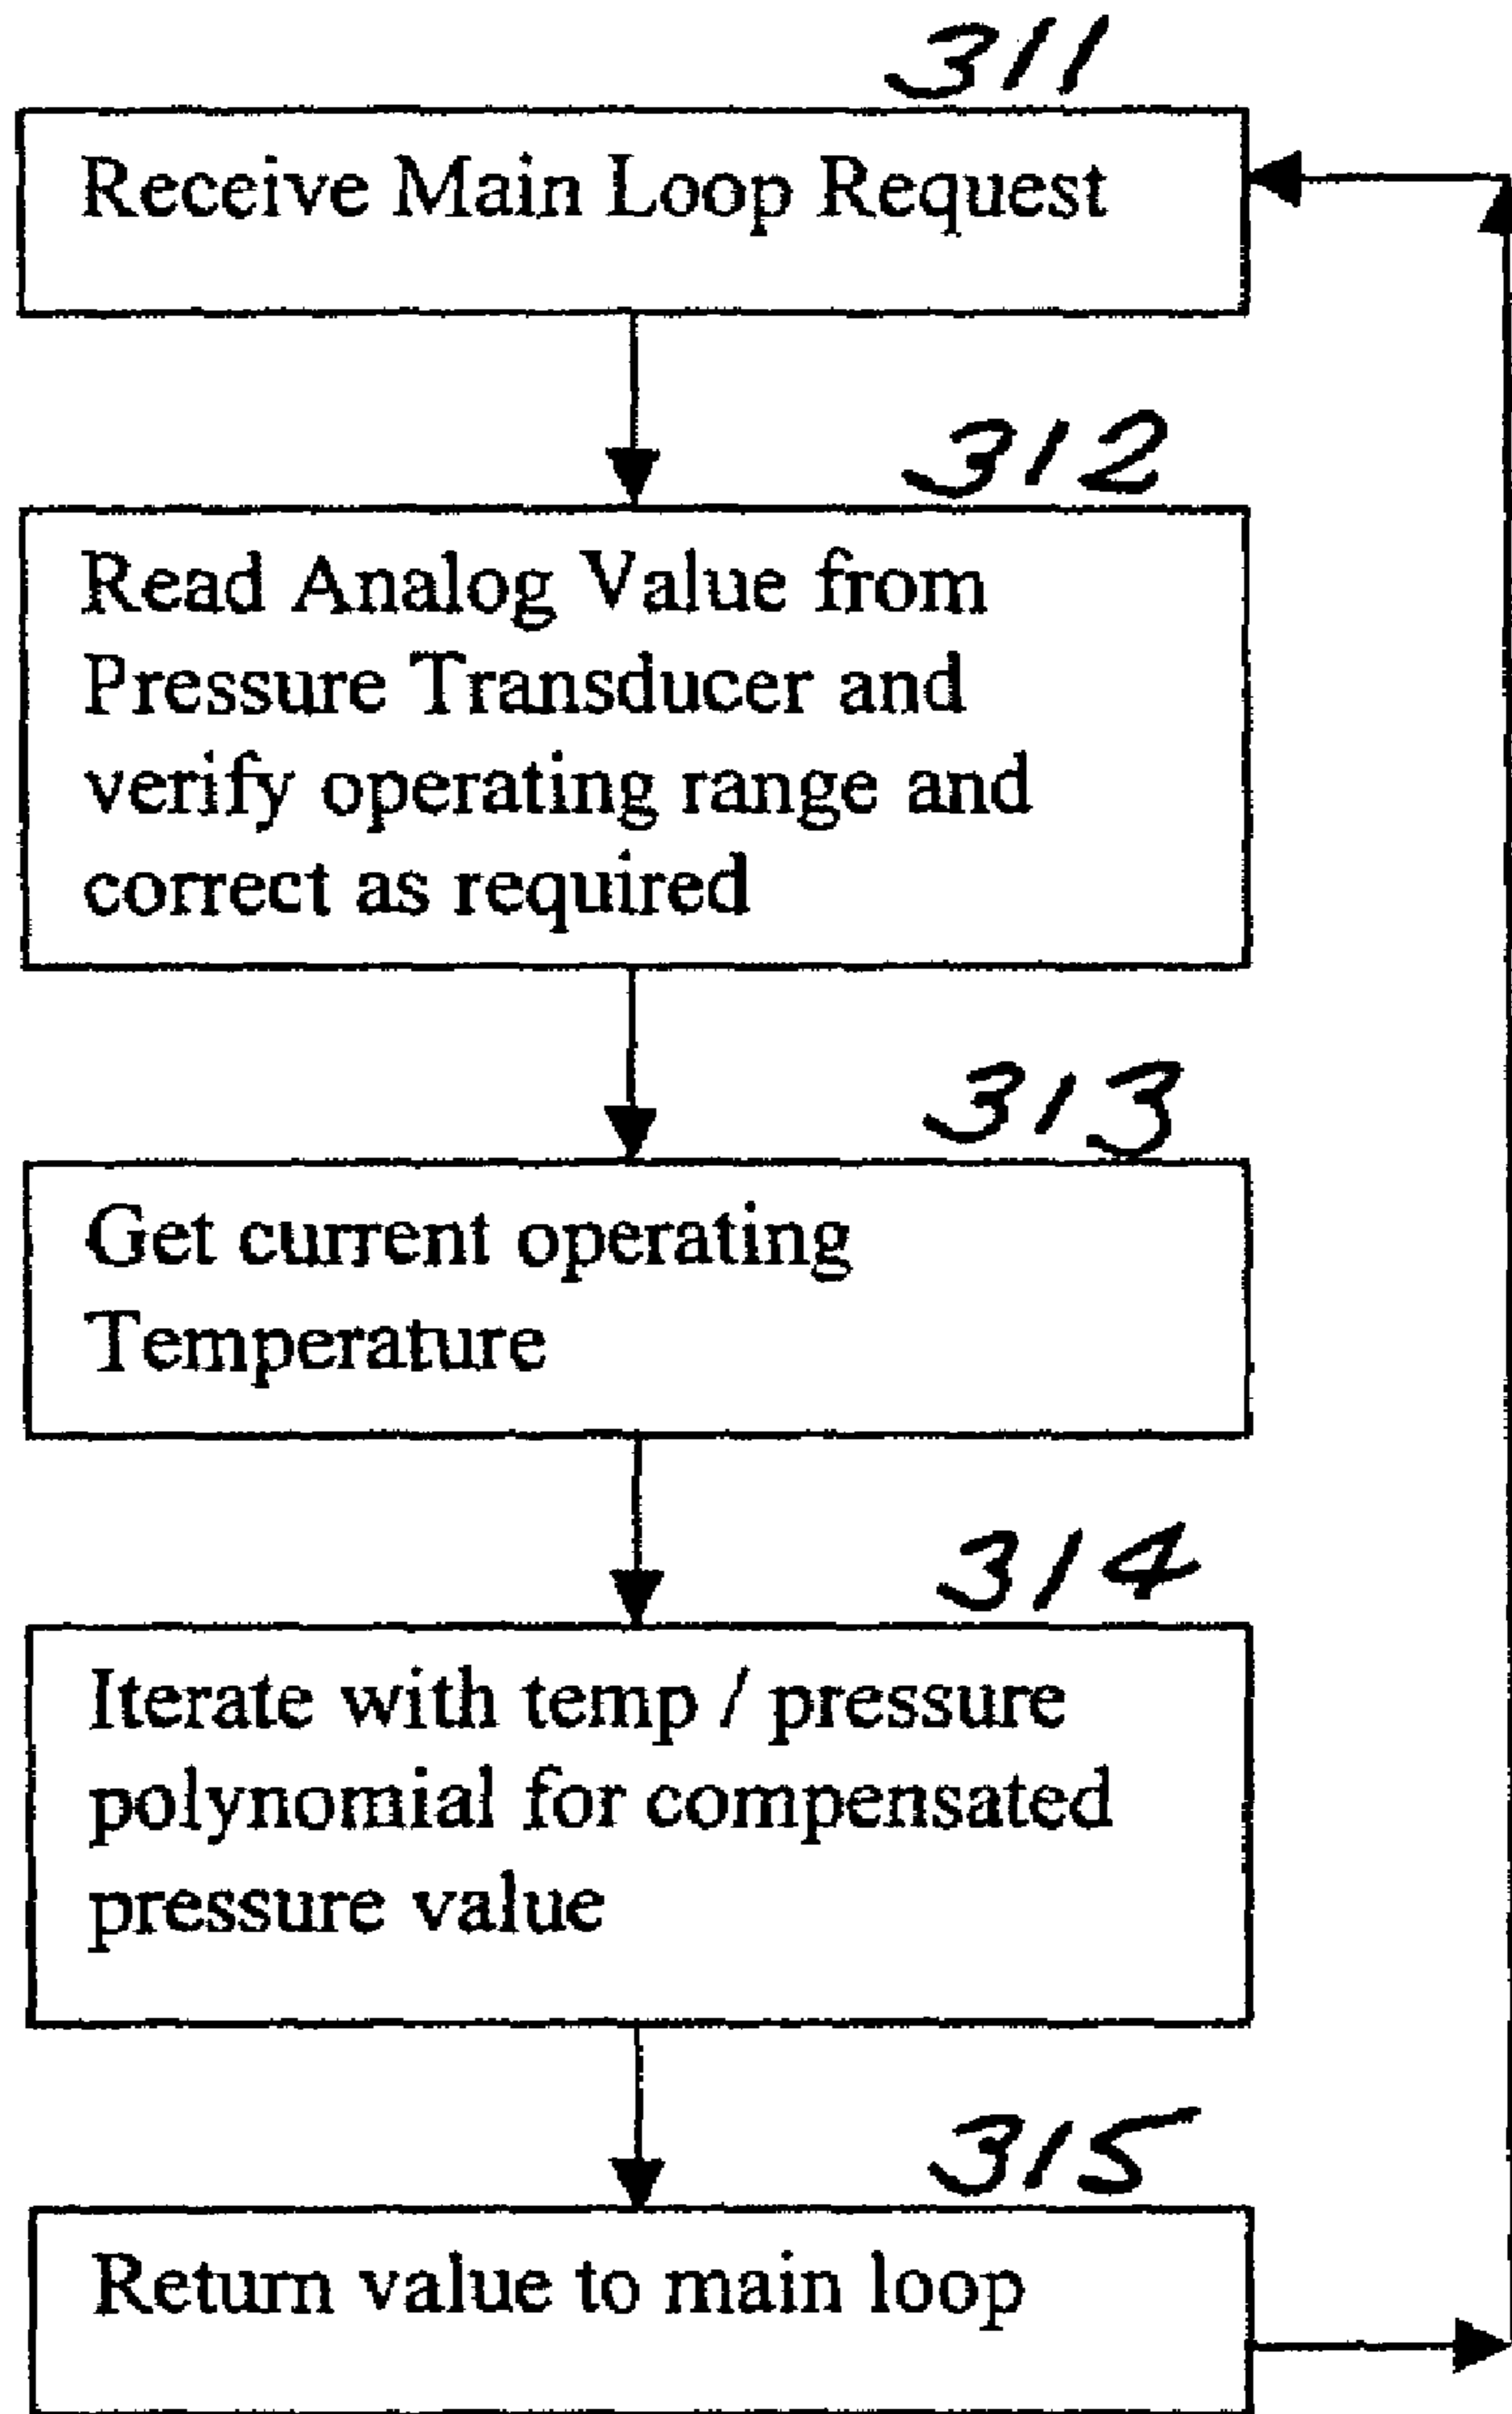 311
Receive Main Loop Request
312
Read Analog Value from
Pressure Transducer and
verify operating range and
correct as required
313
Get current operating
Temperature
314
Iterate with temp / pressure
polynomial for compensated
pressure value
315
Return value to main loop